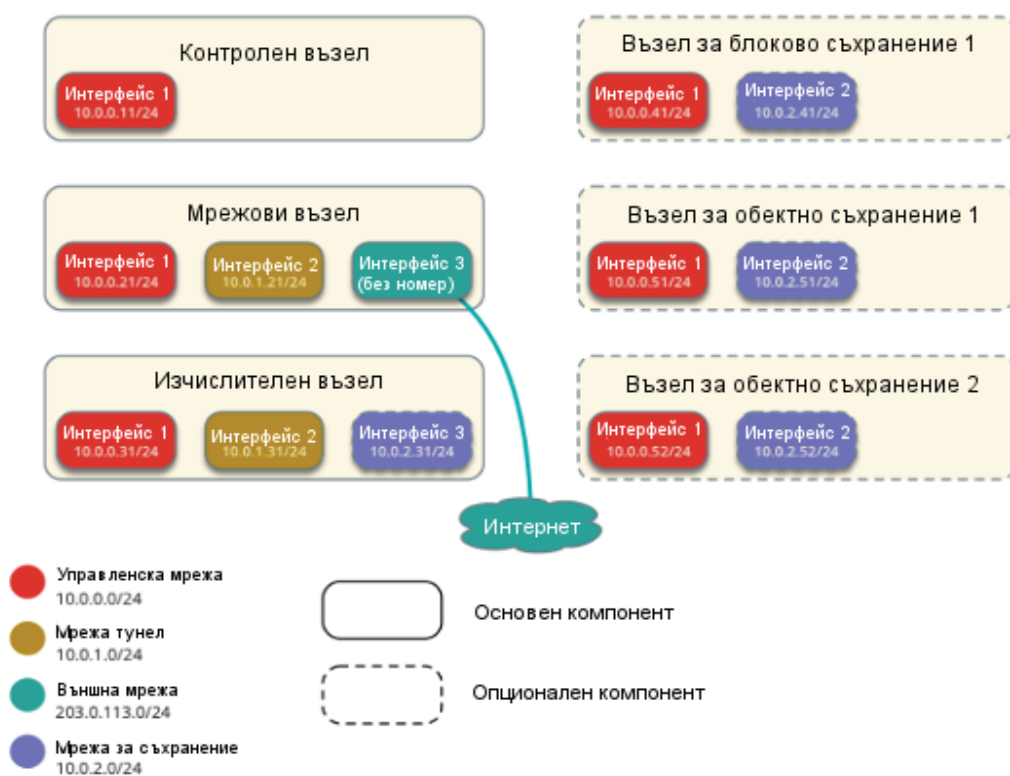 Контролен възел
Интерфейс 1
10.0.0.11/24
Възел за блоково съхранение 1
Интерфейс 1
10.0.0.41/24
Интерфейс 2
10.0.2.41/24
Мрежови възел
Интерфейс 1
10.0.0.21/24
Интерфейс 2
10.0.1.21/24
Интерфейс 3
(без номер)
Възел за обектно съхранение 1
Интерфейс 1
10.0.0.51/24
Интерфейс 2
10.0.2.51/24
Изчислителен възел
Интерфейс 1
10.0.0.31/24
Интерфейс 2
10.0.1.31/24
Интерфейс 3
10.0.2.31/24
Възел за обектно съхранение 2
Интерфейс 1
10.0.0.52/24
Интерфейс 2
10.0.2.52/24
Интернет
Управленска мрежа
10.0.0.0/24
Мрежа тунел
10.0.1.0/24
Външна мрежа
203.0.113.0/24
Мрежа за съхранение
10.0.2.0/24
Основен компонент
Опционален компонент